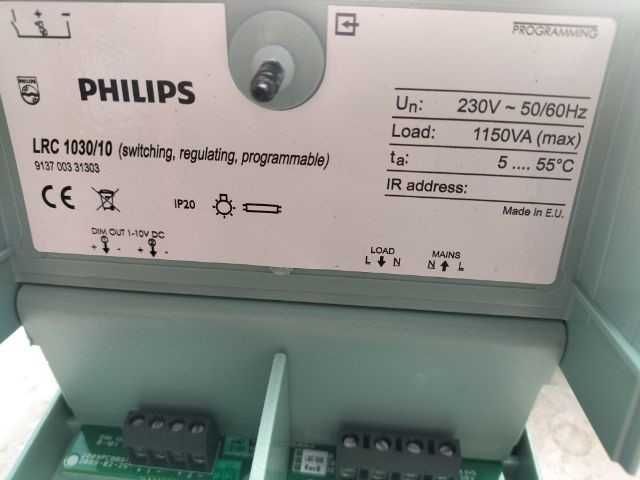 PROGRAMMING
PHILIPS
PHILIPS
LRC 1030/10 (switching, regulating, programmable)
9137 003 31303
Un: 230V ~ 50/60Hz
Load: 1150VA (max)
ta: 5 .... 55°C
IR address:
Made in E.U.
CE
IP20
DIM OUT 1-10V DC
+ - + -
LOAD
L N
MAINS
N L